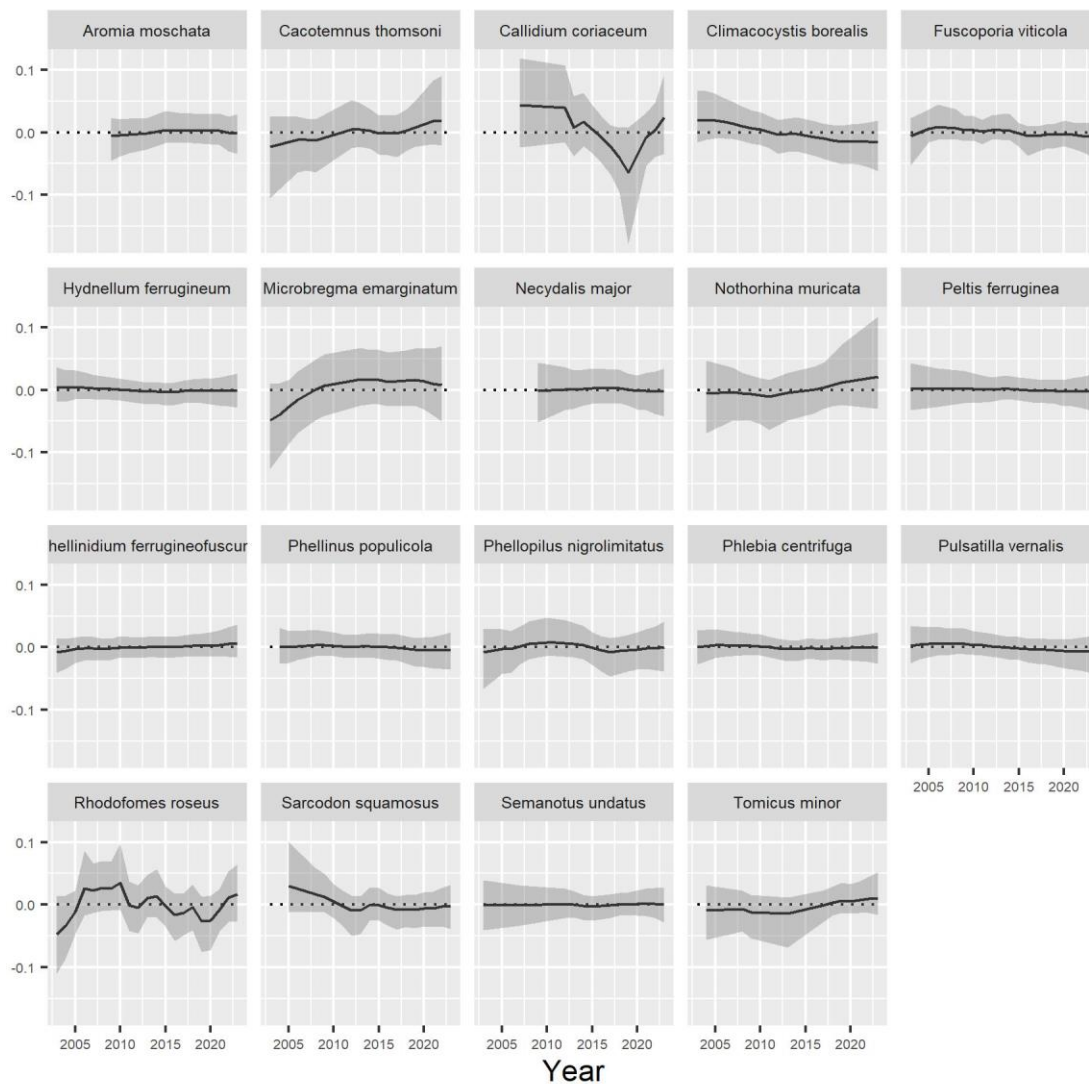 Aromia moschata Cacotemnus thomsoni Callidium coriaceum Climacocystis borealis Fuscoporia viticola
0.1
0.0
-0.1
Hydnellum ferrugineum Microbregma emarginatum Necydalis major Nothorhina muricata Peltis ferruginea
0.1
0.0
-0.1
hellinidium ferrugineofuscur Phellinus populicola Phellopilus nigrolimitatus Phlebia centrifuga Pulsatilla vernalis
0.1
0.0
-0.1
2005 2010 2015 2020
Rhodofomes roseus Sarcodon squamosus Semanotus undatus Tomicus minor
0.1
0.0
-0.1
2005 2010 2015 2020 2005 2010 2015 2020 2005 2010 2015 2020 2005 2010 2015 2020
Year